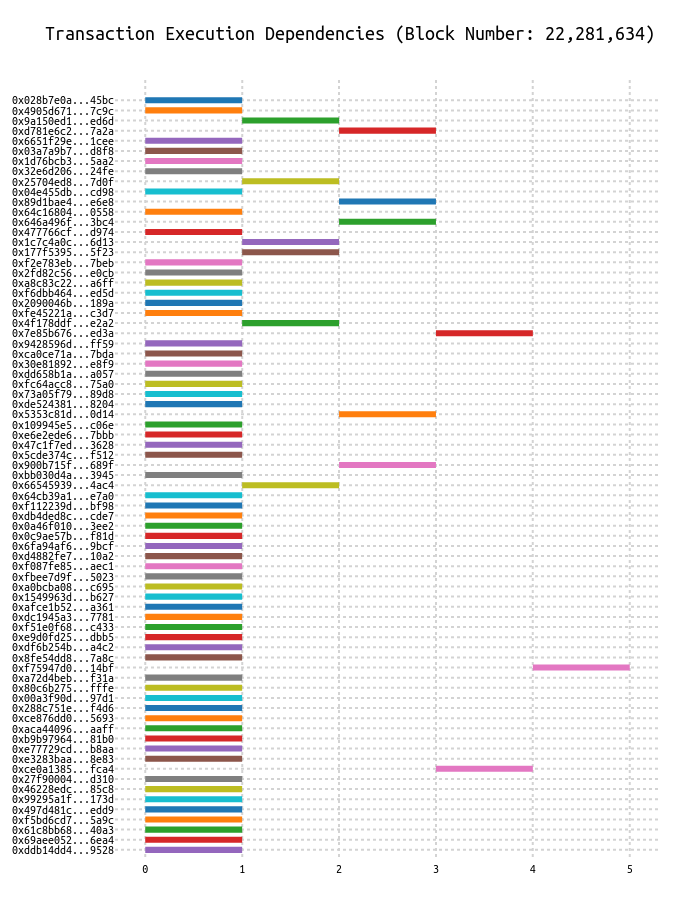 Transaction Execution Dependencies (Block Number: 22,281,634)
0x028b7e0a...45bc
0x4905d671...7c9c
0x9a150ed1...ed6d
0xd781e6c2...7a2a
0x6651f29e...1cee
0x03a7a9b7...d8f8
0x1d76bcb3...5aa2
0x32e6d206...24fe
0x25704ed8...7d0f
0x04e455db...cd98
0x89d1bae4...e6e8
0x64c16804...0558
0x646a496f...3bc4
0x477766cf...d974
0x1c7c4a0c...6d13
0x177f5395...5f23
0xf2e783eb...7beb
0x2fd82c56...e0cb
0xa8c83c22...a6ff
0xf6dbb464...ed5d
0x2090046b...189a
0xfe45221a...c3d7
0x4f178ddf...e2a2
0x7e85b676...ed3a
0x9428596d...ff59
0xca0ce71a...7bda
0x30e81892...e8f9
0xdd658b1a...a057
0xfc64acc8...75a0
0x73a05f79...89d8
0xde524381...8204
0x5353c81d...0d14
0x109945e5...c06e
0xe6e2ede6...7bbb
0x47c1f7ed...3628
0x5cde374c...f512
0x900b715f...689f
0xbb030d4a...3945
0x66545939...4ac4
0x64cb39a1...e7a0
0xf112239d...bf98
0xdb4ded8c...cde7
0x0a46f010...3ee2
0x0c9ae57b...f81d
0x6fa94af6...9bcf
0xd4882fe7...10a2
0xf087fe85...aec1
0xfbee7d9f...5023
0xa0bcba08...c695
0x1549963d...b627
0xafce1b52...a361
0xdc1945a3...7781
0xf51e0f68...c433
0xe9d0fd25...dbb5
0xdf6b254b...a4c2
0x8fe54dd8...7a8c
0xf75947d0...14bf
0xa72d4beb...f31a
0x80c6b275...fffe
0x00a3f90d...97d1
0x288c751e...f4d6
0xce876dd0...5693
0xaca44096...aaff
0xb9b97964...81b0
0xe77729cd...b8aa
0xe3283baa...8e83
0xce0a1385...fca4
0x27f90004...d310
0x46228edc...85c8
0x99295a1f...173d
0x497d481c...edd9
0xf5bd6cd7...5a9c
0x61c8bb68...40a3
0x69aee052...6ea4
0xddb14dd4...9528
0 1 2 3 4 5